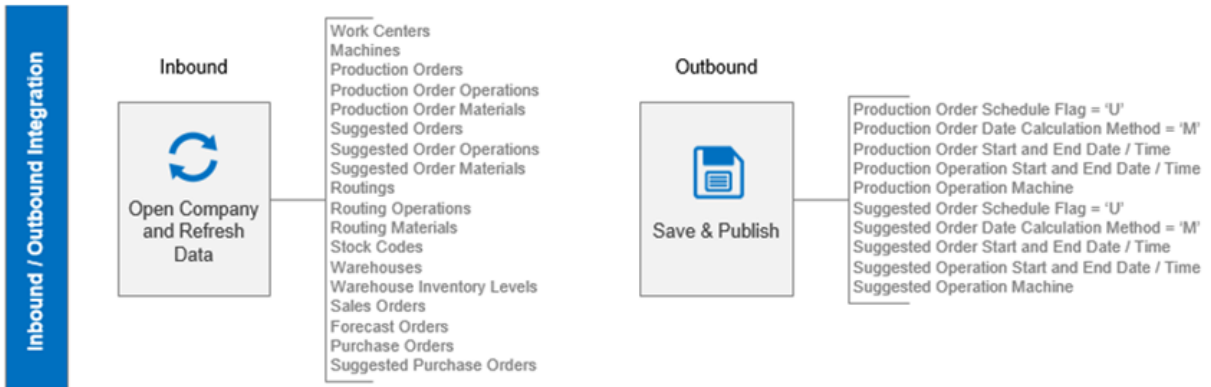 Inbound / Outbound Integration
Inbound
Open Company
and Refresh
Data
Work Centers
Machines
Production Orders
Production Order Operations
Production Order Materials
Suggested Orders
Suggested Order Operations
Suggested Order Materials
Routings
Routing Operations
Routing Materials
Stock Codes
Warehouses
Warehouse Inventory Levels
Sales Orders
Forecast Orders
Purchase Orders
Suggested Purchase Orders
Outbound
Save & Publish
Production Order Schedule Flag = ‘U’
Production Order Date Calculation Method = ‘M’
Production Order Start and End Date / Time
Production Operation Start and End Date / Time
Production Operation Machine
Suggested Order Schedule Flag = ‘U’
Suggested Order Date Calculation Method = ‘M’
Suggested Order Start and End Date / Time
Suggested Operation Start and End Date / Time
Suggested Operation Machine